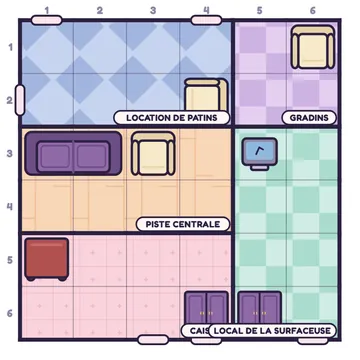 1 2 3 4 5 6
1
2
LOCATION DE PATINS
GRADINS
3
4
PISTE CENTRALE
5
6
CAIS
LOCAL DE LA SURFACEUSE